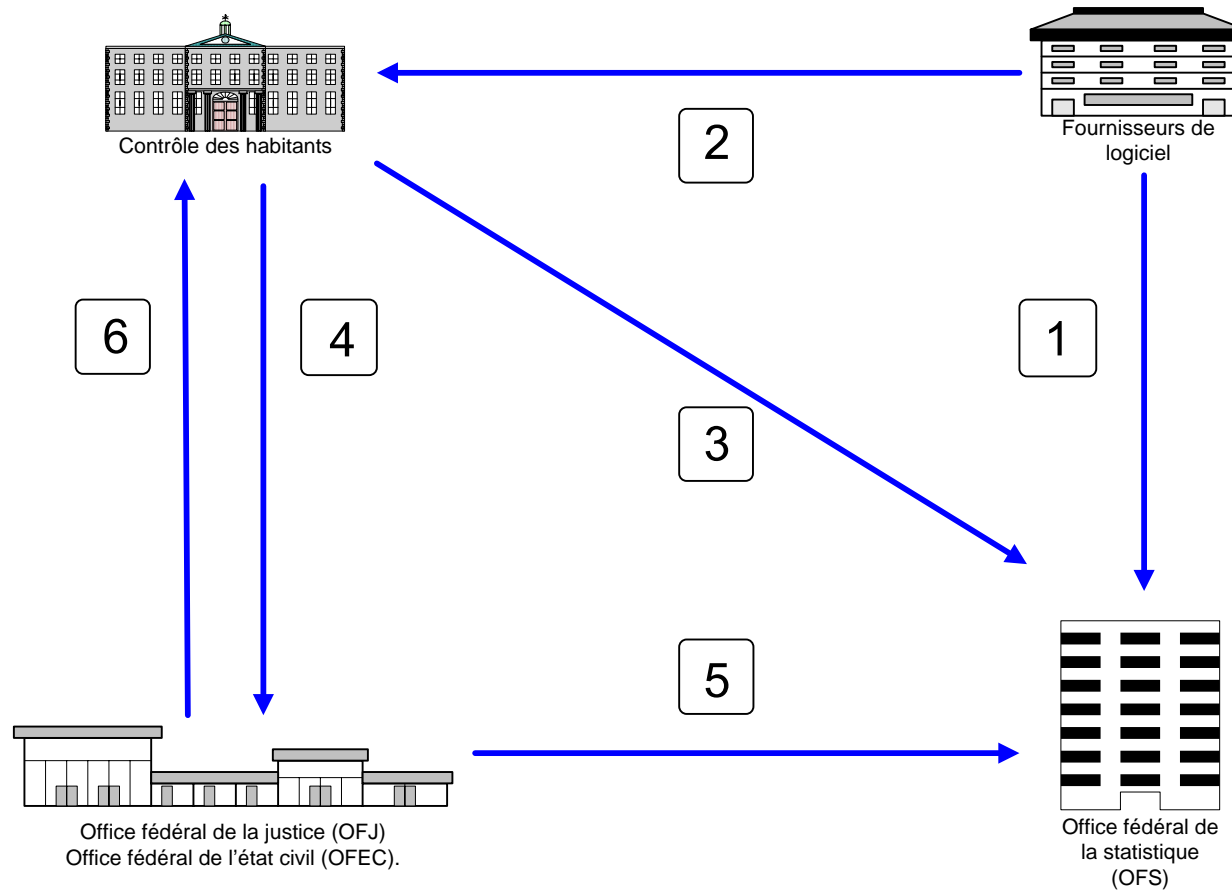 Contrôle des habitants
Fournisseurs de
logiciel
2
6
4
1
3
5
Office fédéral de la justice (OFJ)
Office fédéral de l'état civil (OFEC).
Office fédéral de
la statistique
(OFS)